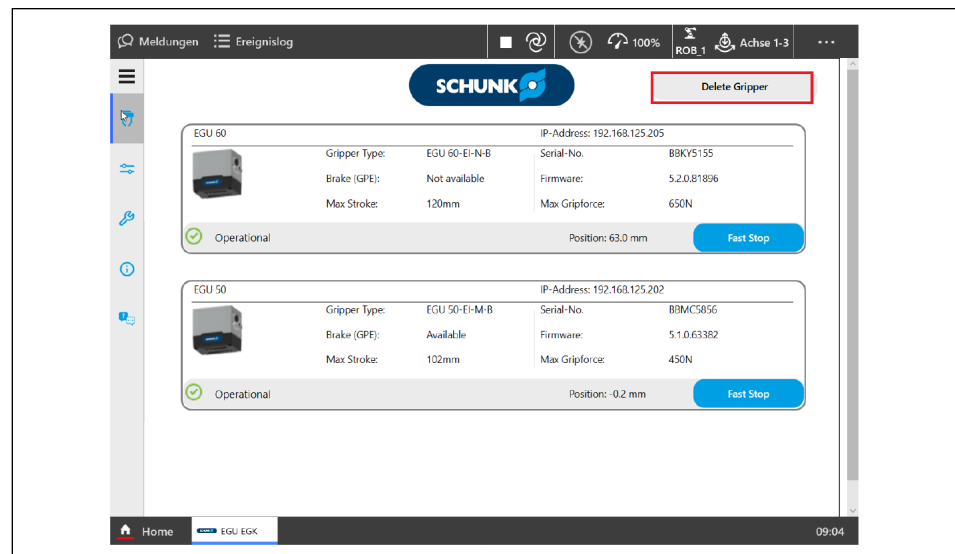 Meldungen Ereignislog 100% ROB_1 Achse 1-3 ...
SCHUNK
Delete Gripper
EGU 60 IP-Address: 192.168.125.205
Gripper Type: EGU 60-EI-N-B Serial-No. BBKY5155
Brake (GPE): Not available Firmware: 5.2.0.81896
Max Stroke: 120mm Max Gripforce: 650N
Operational Position: 63.0 mm Fast Stop
EGU 50 IP-Address: 192.168.125.202
Gripper Type: EGU 50-EI-M-B Serial-No. BBMC5856
Brake (GPE): Available Firmware: 5.1.0.63382
Max Stroke: 102mm Max Gripforce: 450N
Operational Position: -0.2 mm Fast Stop
Home SCHUNK EGU EGK 09:04